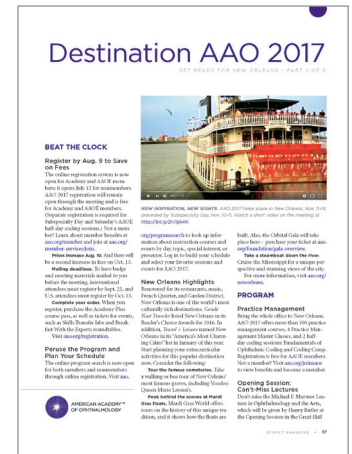 Destination AAO 2017
GET READY FOR NEW ORLEANS • PART 2 OF 6
BEAT THE CLOCK
Register by Aug. 9 to Save
on Fees
The online registration system is now
open for Academy and AAOE mem-
bers; it opens July 12 for nonmembers.
AAO 2017 registration will remain
open through the meeting and is free
for Academy and AAOE members.
(Separate registration is required for
Subspecialty Day and Saturday's AAOE
half-day coding sessions.) Not a mem-
ber? Learn about member benefits at
aao.org/member and join at aao.org/
member-services/join.
Prices increase Aug. 10. And there will
be a second increase in fees on Oct. 13.
Mailing deadlines. To have badge
and meeting materials mailed to you
before the meeting, international
attendees must register by Sept. 22, and
U.S. attendees must register by Oct. 13.
Complete your order. When you
register, purchase the Academy Plus
course pass, as well as tickets for events,
such as Skills Transfer labs and Break-
fast With the Experts roundtables.
Visit aao.org/registration.
Peruse the Program and
Plan Your Schedule
The online program search is now open
for both members and nonmembers
through online registration. Visit aao.
AMERICAN ACADEMY™
OF OPHTHALMOLOGY
NEW INSPIRATION, NEW SIGHTS. AAO 2017 takes place in New Orleans, Nov. 11-14,
preceded by Subspecialty Day, Nov. 10-11. Watch a short video on the meeting at
org/programsearch to look up infor-
mation about instruction courses and
events by day, topic, special interest, or
presenter. Log in to build your schedule
and select your favorite sessions and
events for AAO 2017.
New Orleans Highlights
Renowned for its restaurants, music,
French Quarter, and Garden District,
New Orleans is one of the world's most
culturally rich destinations. Condé
Nast Traveler listed New Orleans in its
Reader's Choice Awards for 2016. In
addition, Travel + Leisure named New
Orleans in its "America's Most Charm-
ing Cities" list in January of this year.
Start planning your extracurricular
activities for this popular destination
now. Consider the following:
Tour the famous cemeteries. Take
a walking or bus tour of New Orleans'
most famous graves, including Voodoo
Queen Marie Laveau's.
Peek behind the scenes at Mardi
Gras floats. Mardi Gras World offers
tours on the history of this unique tra-
dition, and it shows how the floats are
built. Also, the Orbital Gala will take
place here—purchase your ticket at aao.
org/foundation/gala-overview.
Take a steamboat down the river.
Cruise the Mississippi for a unique per-
spective and stunning views of the city.
For more information, visit aao.org/
neworleans.
PROGRAM
Practice Management
Bring the whole office to New Orleans.
AAO 2017 offers more than 100 practice
management courses, 4 Practice Man-
agement Master Classes, and 2 half-
day coding sessions: Fundamentals of
Ophthalmic Coding and Coding Camp.
Registration is free for AAOE members.
Not a member? Visit aao.org/joinaaoe
to view benefits and become a member.
Opening Session:
Can't-Miss Lectures
Don't miss the Michael F. Marmor Lec-
ture in Ophthalmology and the Arts,
which will be given by Henry Butler at
the Opening Session in the Great Hall
EYENET MAGAZINE • 57